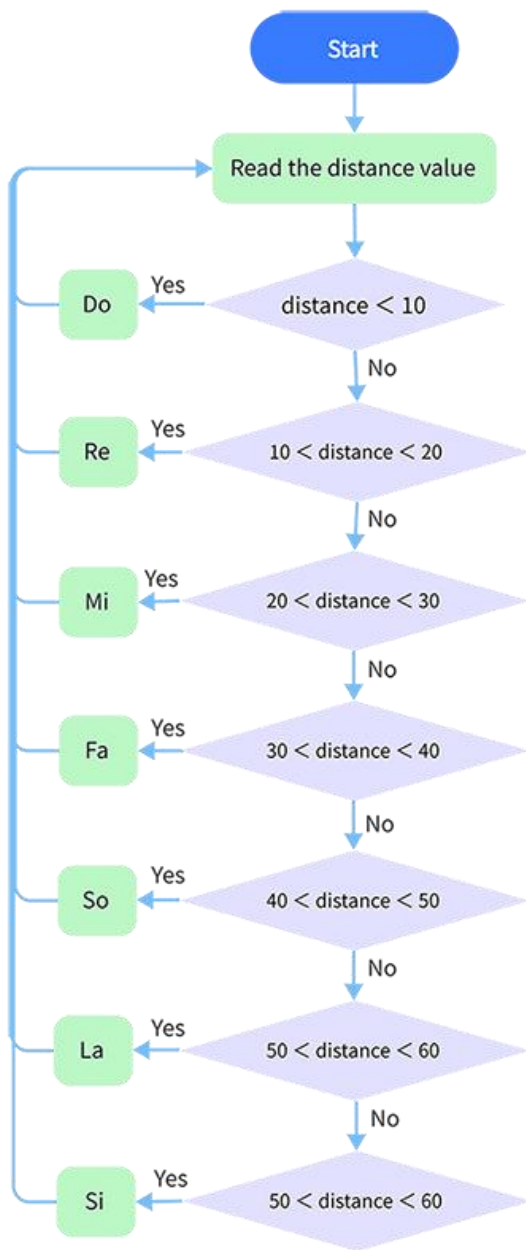 Start
Read the distance value
distance < 10
Yes
Do
No
10 < distance < 20
Yes
Re
No
20 < distance < 30
Yes
Mi
No
30 < distance < 40
Yes
Fa
No
40 < distance < 50
Yes
So
No
50 < distance < 60
Yes
La
No
50 < distance < 60
Yes
Si